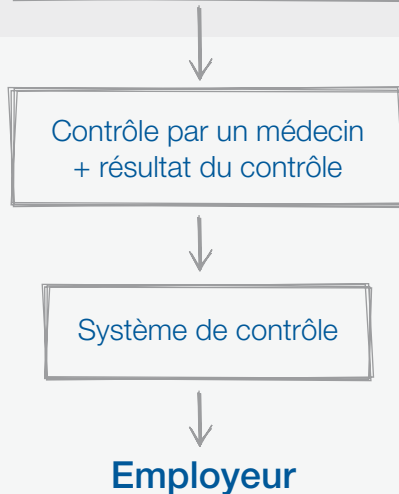 Contrôle par un médecin
+ résultat du contrôle
Système de contrôle
Employeur